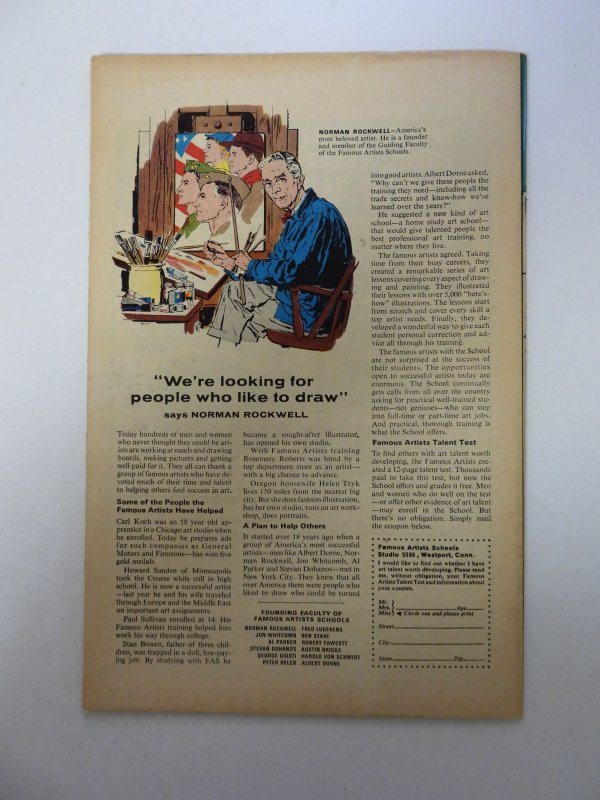 NORMAN ROCKWELL—America's
most beloved artist. He is a founder
and member of the Guiding Faculty
of the Famous Artists Schools.
"We're looking for
people who like to draw"
says NORMAN ROCKWELL
Today hundreds of men and women
who never thought they could be art-
ists are working at easels and drawing
boards, making pictures and getting
well paid for it. They all can thank a
group of famous artists who have de-
voted much of their time and talent
to helping others find success in art.
Some of the People the
Famous Artists Have Helped
Carl Koch was an 18 year old ap-
prentice in a Chicago art studio when
he enrolled. Today he prepares ads
for such companies as General
Motors and Firestone—has won five
gold medals.
Howard Sanden of Minneapolis
took the Course while still in high
school. He is now a successful artist
—last year he and his wife traveled
through Europe and the Middle East
on important art assignments.
Paul Sullivan enrolled at 14. His
Famous Artists training helped him
work his way through college.
Stan Bowen, father of three chil-
dren, was trapped in a dull, low-pay-
ing job. By studying with FAS he
became a sought-after illustrator,
has opened his own studio.
With Famous Artists training
Rosemary Roberts was hired by a
top department store as an artist—
with a big chance to advance.
Oregon housewife Helen Tryk
lives 150 miles from the nearest big
city. But she does fashion illustration,
has her own studio, runs an art work-
shop, does portraits.
A Plan to Help Others
It started over 18 years ago when a
group of America's most successful
artists—men like Albert Dorne, Nor-
man Rockwell, Jon Whitcomb, Al
Parker and Stevan Dohanos—met in
New York City. They knew that all
over America there were people who
liked to draw who could be turned
FOUNDING FACULTY OF
FAMOUS ARTISTS SCHOOLS
NORMAN ROCKWELL FRED LUDEKENS
JON WHITCOMB BEN STAHL
AL PARKER ROBERT FAWCETT
STEVAN DOHANOS AUSTIN BRIGGS
GEORGE GIUSTI HAROLD VON SCHMIDT
PETER HELCK ALBERT DORNE
into good artists. Albert Dorne asked,
"Why can't we give these people the
training they need—including all the
trade secrets and know-how we've
learned over the years?"
He suggested a new kind of art
school—a home study art school—
that would give talented people the
best professional art training, no
matter where they live.
The famous artists agreed. Taking
time from their busy careers, they
created a remarkable series of art
lessons covering every aspect of draw-
ing and painting. They illustrated
their lessons with over 5,000 "here's-
how" illustrations. The lessons start
from scratch and cover every skill a
top artist needs. Finally, they de-
veloped a wonderful way to give each
student personal correction and ad-
vice all through his training.
The famous artists with the School
are not surprised at the success of
their students. The opportunities
open to successful artists today are
enormous. The School continually
gets calls from all over the country
asking for practical well-trained stu-
dents—not geniuses—who can step
into full-time or part-time art jobs.
And practical, thorough training is
what the School offers.
Famous Artists Talent Test
To find others with art talent worth
developing, the Famous Artists cre-
ated a 12-page talent test. Thousands
paid to take this test, but now the
School offers and grades it free. Men
and women who do well on the test
—or offer other evidence of art talent
—may enroll in the School. But
there's no obligation. Simply mail
the coupon below.
Famous Artists Schools
Studio 5566, Westport, Conn.
I would like to find out whether I have
art talent worth developing. Please send
me, without obligation, your Famous
Artists Talent Test and information about
your courses.
Mr.
Mrs. Age
Miss Circle one and please print
Street
City
State Zip